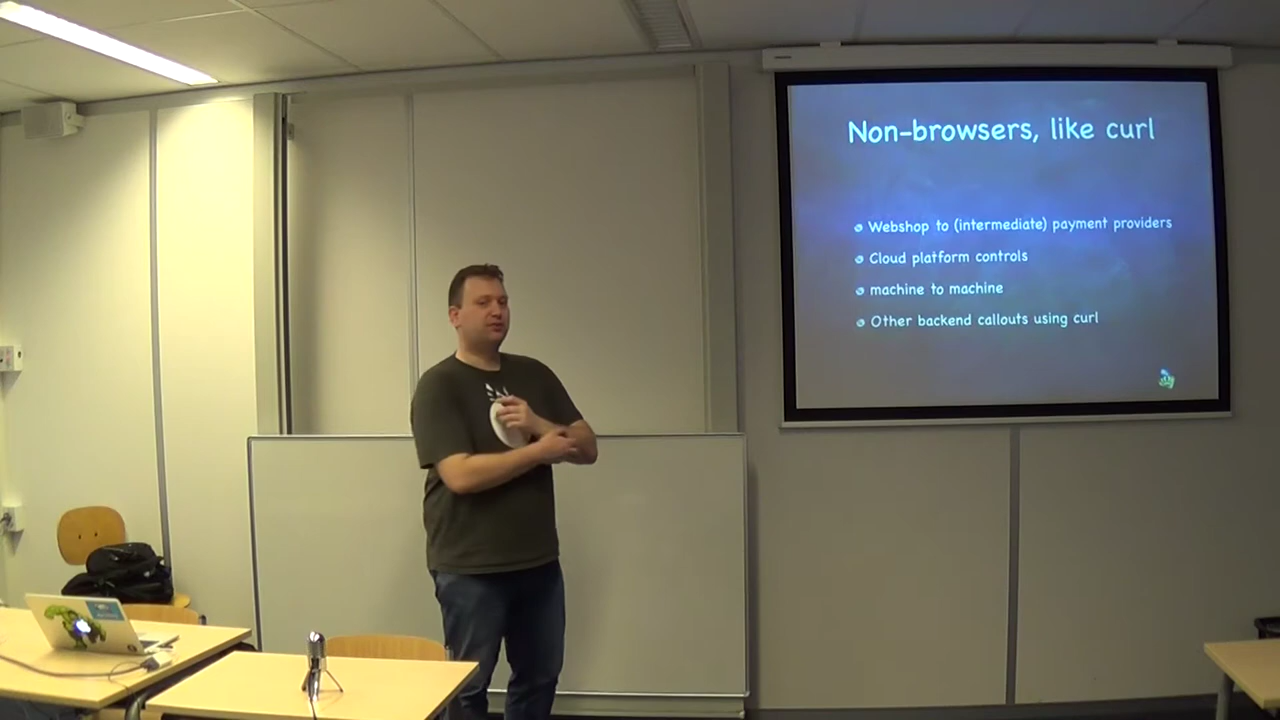 Non-browsers, like curl
Webshop to (intermediate) payment providers
Cloud platform controls
machine to machine
Other backend callouts using curl